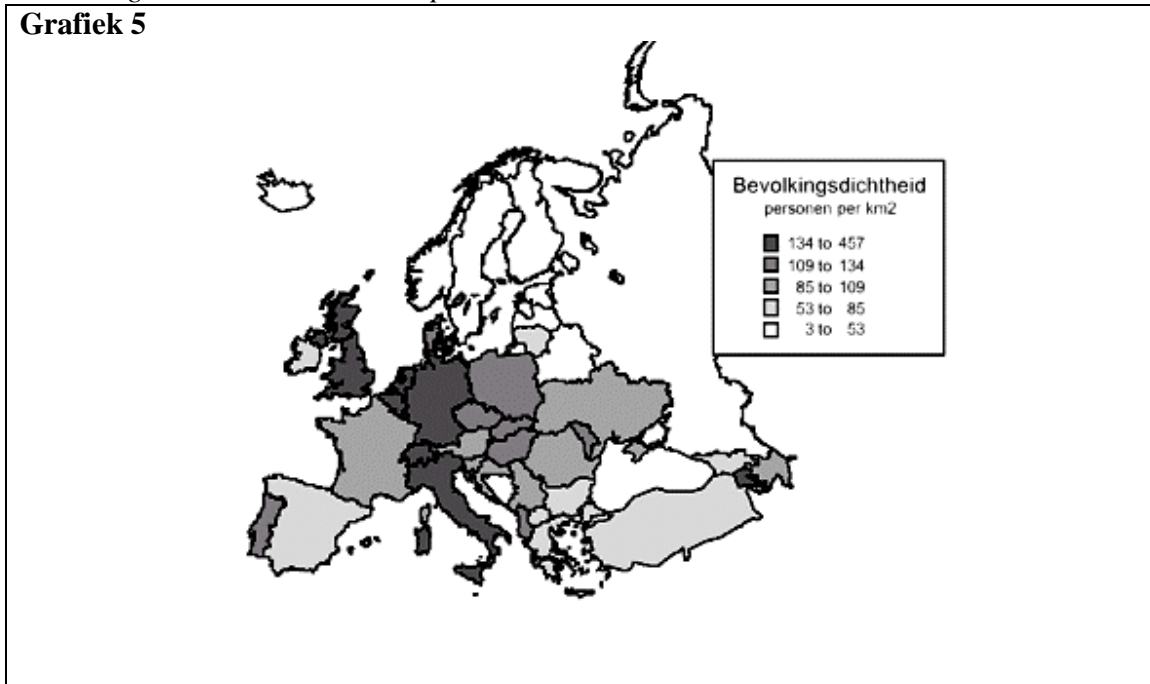 Grafiek 5
Bevolkingsdichtheid
personen per km2
134 to 457
109 to 134
85 to 109
53 to 85
3 to 53